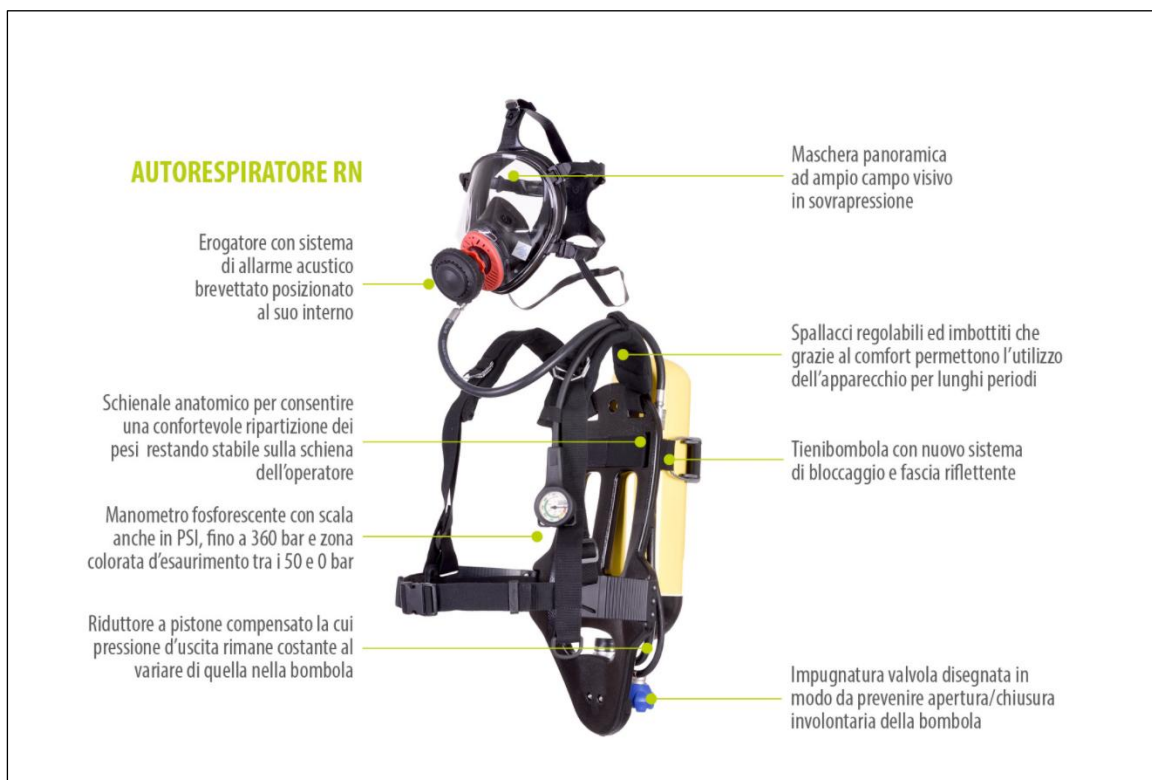 AUTORESPIRATORE RN
Erogatore con sistema
di allarme acustico
brevettato posizionato
al suo interno
Schienale anatomico per consentire
una confortevole ripartizione dei
pesi restando stabile sulla schiena
dell'operatore
Manometro fosforescente con scala
anche in PSI, fino a 360 bar e zona
colorata d'esaurimento tra i 50 e 0 bar
Riduttore a pistone compensato la cui
pressione d'uscita rimane costante al
variare di quella nella bombola
Maschera panoramica
ad ampio campo visivo
in sovrapressione
Spallacci regolabili ed imbottiti che
grazie al comfort permettono l'utilizzo
dell'apparecchio per lunghi periodi
Tienibombola con nuovo sistema
di bloccaggio e fascia riflettente
Impugnatura valvola disegnata in
modo da prevenire apertura/chiusura
involontaria della bombola